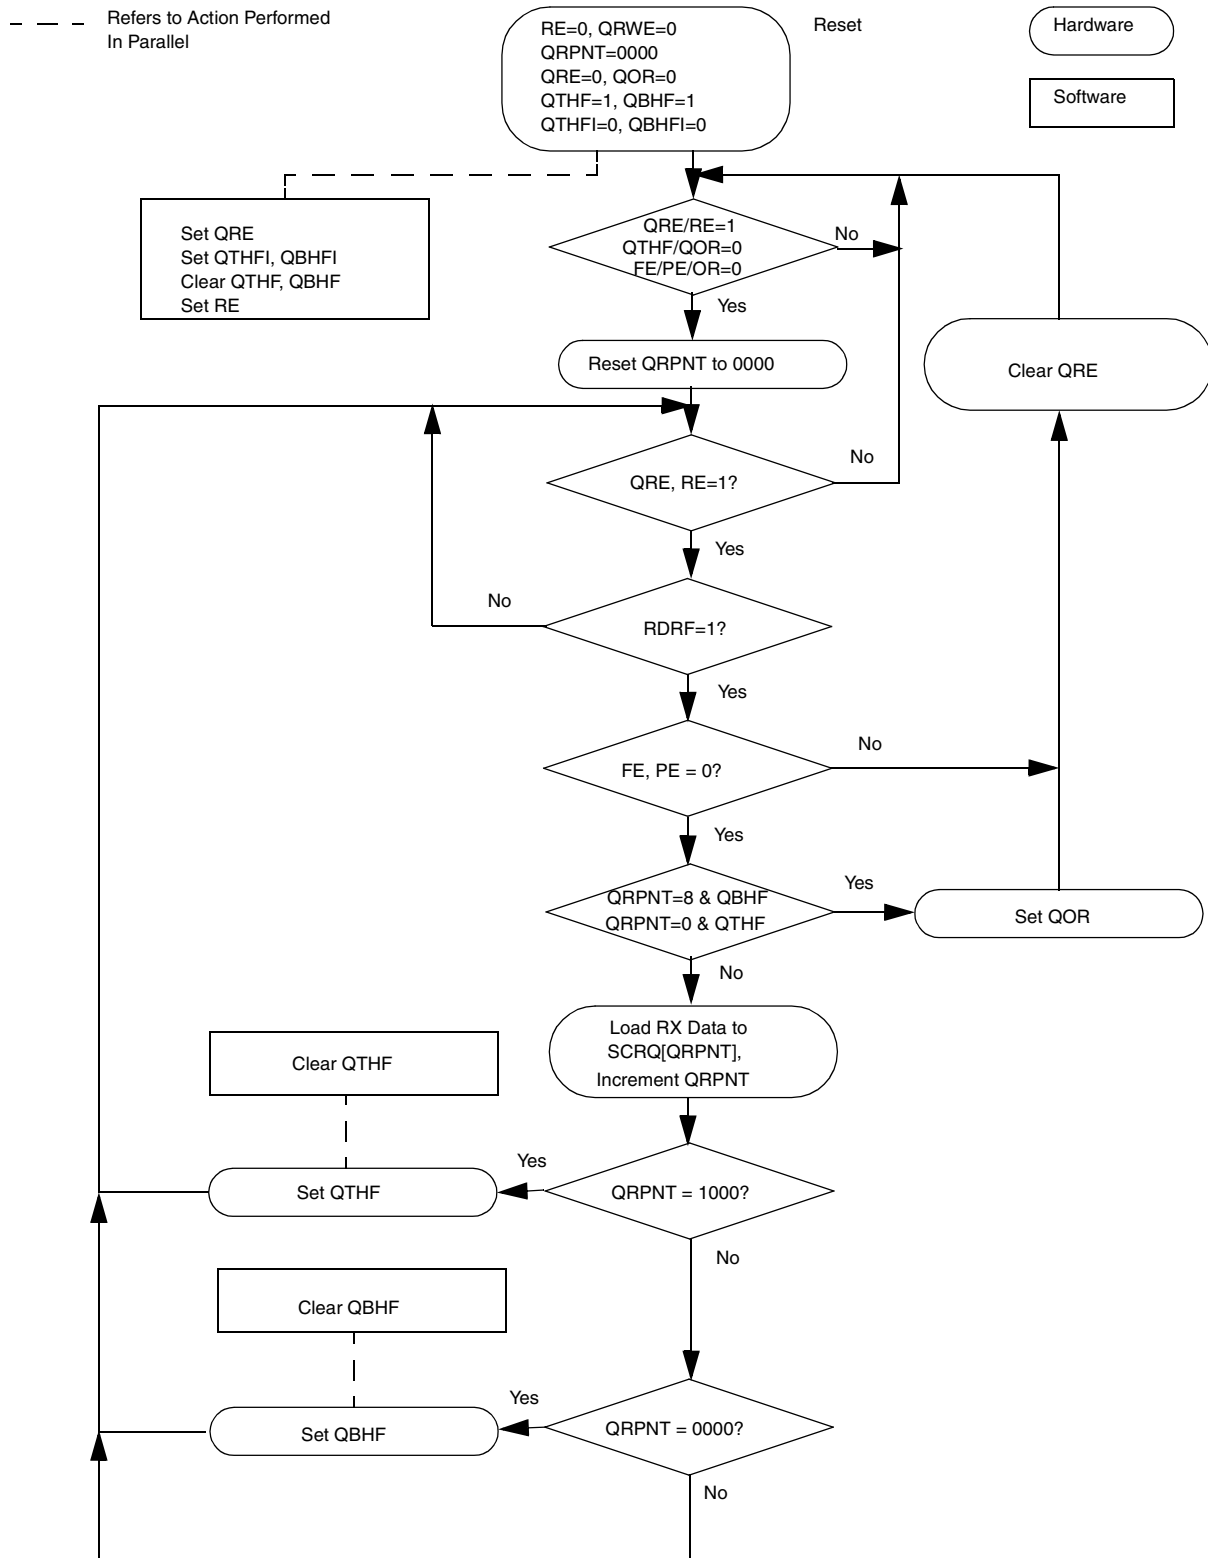 Refers to Action Performed
In Parallel
RE=0, QRWE=0
QRPNT=0000
QRE=0, QOR=0
QTHF=1, QBHF=1
QTHFI=0, QBHFI=0
Reset
Hardware
Software
Set QRE
Set QTHFI, QBHFI
Clear QTHF, QBHF
Set RE
QRE/RE=1
QTHF/QOR=0
FE/PE/OR=0
No
Yes
Reset QRPNT to 0000
Clear QRE
QRE, RE=1?
No
Yes
RDRF=1?
No
Yes
FE, PE = 0?
No
Yes
QRPNT=8 & QBHF
QRPNT=0 & QTHF
Yes
Set QOR
No
Load RX Data to
SCRQ[QRPNT],
Increment QRPNT
Clear QTHF
Set QTHF
Yes
QRPNT = 1000?
No
Clear QBHF
Set QBHF
Yes
QRPNT = 0000?
No